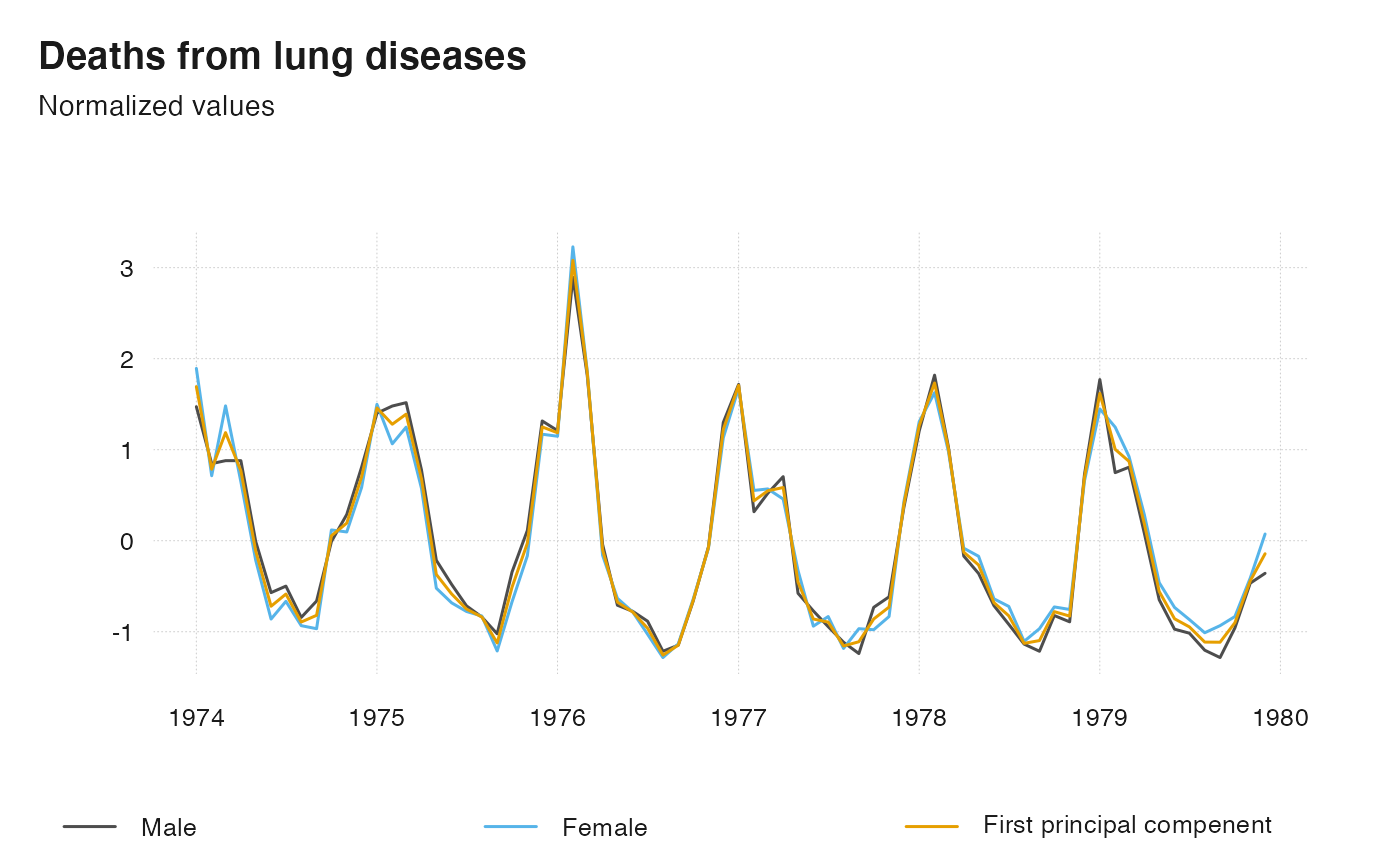 Deaths from lung diseases
Normalized values
3
2
1
0
-1
1974 1975 1976 1977 1978 1979 1980
Male Female First principal compenent